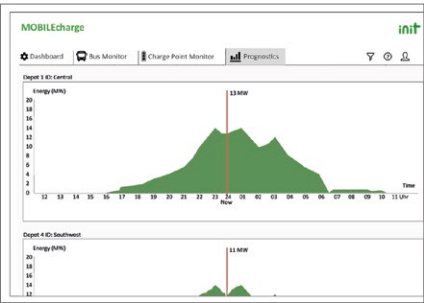 MOBILEcharge
init
Dashboard Bus Monitor Charge Point Monitor Prognostics
Depot 1 ID: Central
Energy (MW)
13 MW
20
18
16
14
12
10
8
6
4
2
0
Time
12 13 14 15 16 17 18 19 20 21 22 23 24 01 02 03 04 05 06 07 08 09 10 11 Uhr
Now
Depot 4 ID: Southwest
Energy (MW)
11 MW
20
18
16
14
12